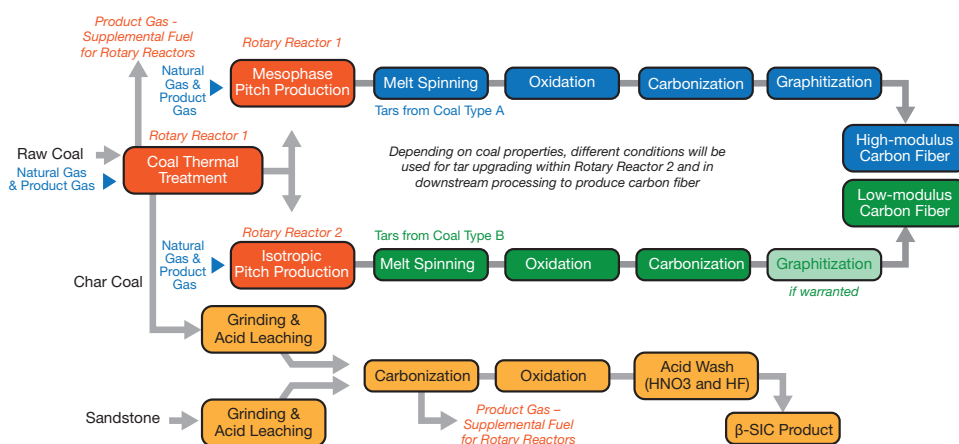 Product Gas -
Supplemental Fuel
for Rotary Reactors
Rotary Reactor 1
Natural
Gas &
Product
Gas
Mesophase
Pitch Production
Melt Spinning
Oxidation
Carbonization
Graphitization
Tars from Coal Type A
High-modulus
Carbon Fiber
Rotary Reactor 1
Raw Coal
Natural Gas
& Product Gas
Coal Thermal
Treatment
Depending on coal properties, different conditions will be
used for tar upgrading within Rotary Reactor 2 and in
downstream processing to produce carbon fiber
Low-modulus
Carbon Fiber
Rotary Reactor 2
Tars from Coal Type B
Natural
Gas &
Product
Gas
Isotropic
Pitch Production
Melt Spinning
Oxidation
Carbonization
Graphitization
if warranted
Char Coal
Grinding &
Acid Leaching
Carbonization
Oxidation
Acid Wash
(HNO3 and HF)
Sandstone
Grinding &
Acid Leaching
Product Gas –
Supplemental Fuel
for Rotary Reactors
β-SIC Product